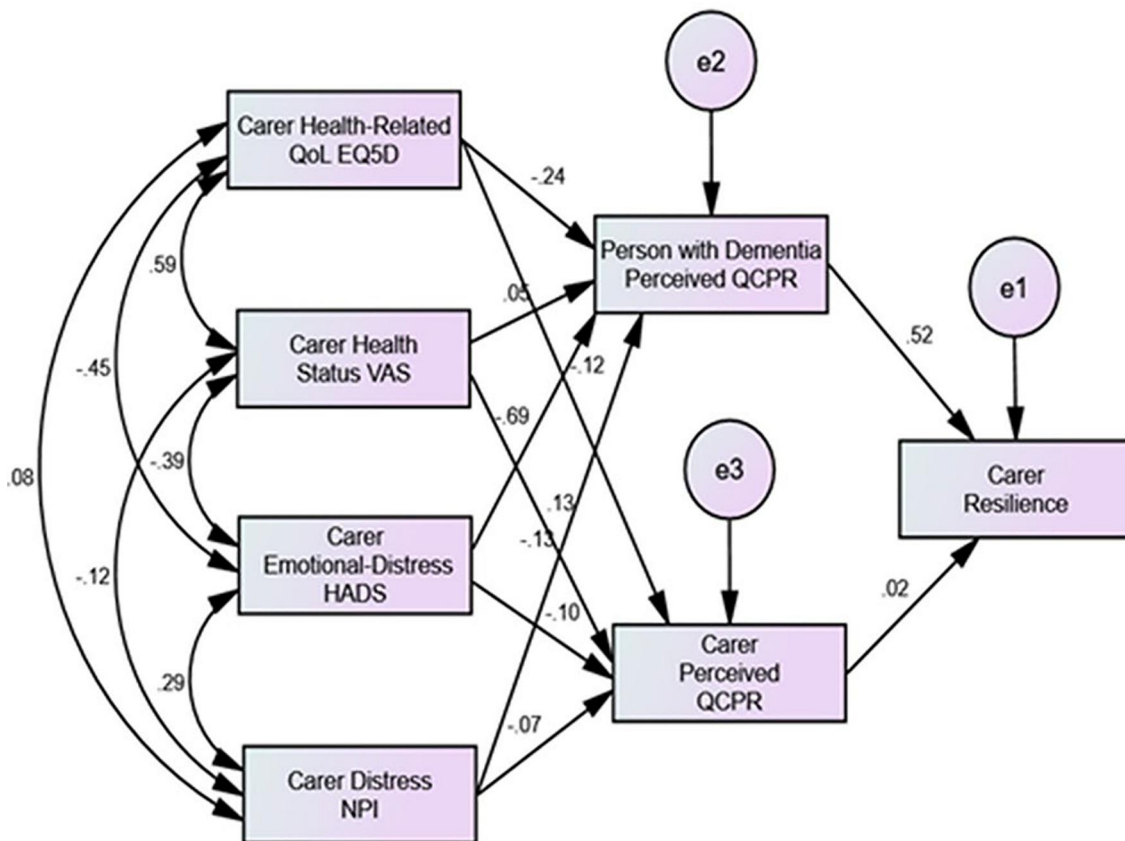 e2
Carer Health-Related
QoL EQ5D
-.24
Person with Dementia
Perceived QCPR
e1
.59
.05
Carer Health
Status VAS
-.12
.52
-.45
-.69
e3
Carer
Resilience
-.39
.08
.13
Carer
Emotional-Distress
HADS
-.13
-.12
-.10
.02
Carer
Perceived
QCPR
.29
-.07
Carer Distress
NPI